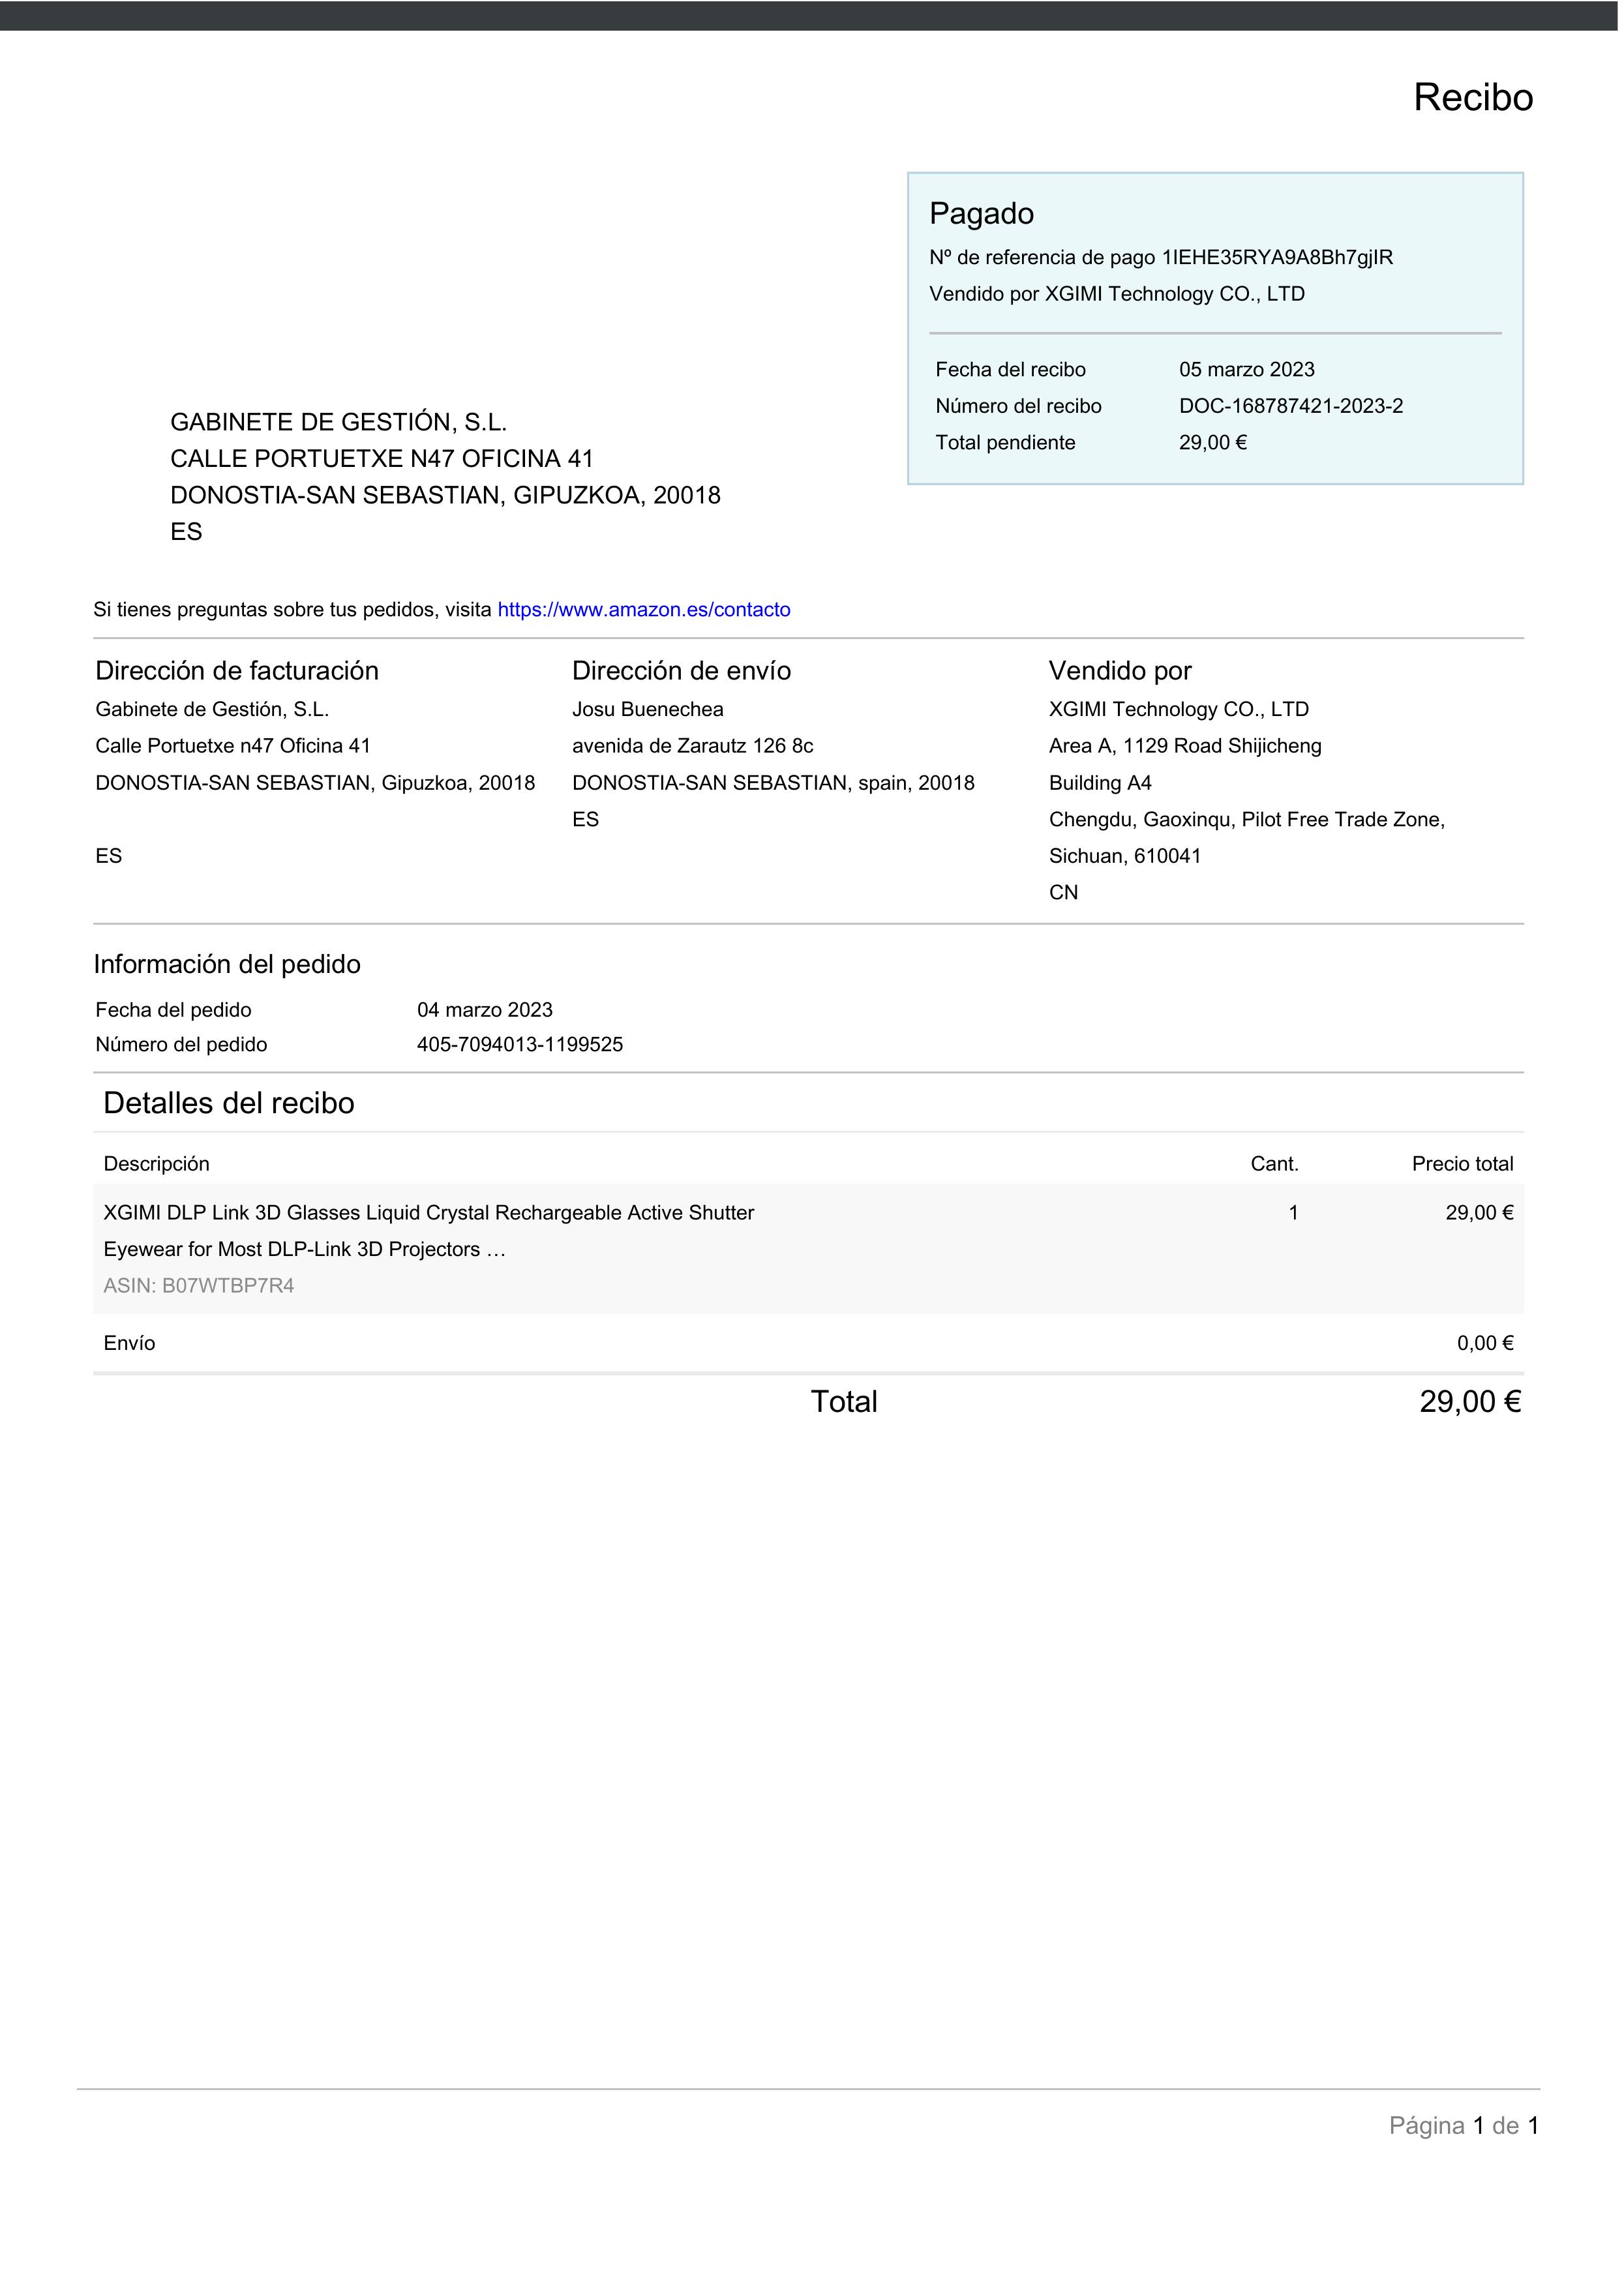 Recibo
Pagado
Nº de referencia de pago 1IEHE35RYA9A8Bh7gjIR
Vendido por XGIMI Technology CO., LTD
Fecha del recibo 05 marzo 2023
Número del recibo DOC-168787421-2023-2
Total pendiente 29,00 €
GABINETE DE GESTIÓN, S.L.
CALLE PORTUETXE N47 OFICINA 41
DONOSTIA-SAN SEBASTIAN, GIPUZKOA, 20018
ES
Si tienes preguntas sobre tus pedidos, visita https://www.amazon.es/contacto
Dirección de facturación
Gabinete de Gestión, S.L.
Calle Portuetxe n47 Oficina 41
DONOSTIA-SAN SEBASTIAN, Gipuzkoa, 20018
ES
Dirección de envío
Josu Buenechea
avenida de Zarautz 126 8c
DONOSTIA-SAN SEBASTIAN, spain, 20018
ES
Vendido por
XGIMI Technology CO., LTD
Area A, 1129 Road Shijicheng
Building A4
Chengdu, Gaoxinqu, Pilot Free Trade Zone,
Sichuan, 610041
CN
Información del pedido
Fecha del pedido 04 marzo 2023
Número del pedido 405-7094013-1199525
Detalles del recibo
Descripción Cant. Precio total
XGIMI DLP Link 3D Glasses Liquid Crystal Rechargeable Active Shutter 1 29,00 €
Eyewear for Most DLP-Link 3D Projectors …
ASIN: B07WTBP7R4
Envío 0,00 €
Total 29,00 €
Página 1 de 1